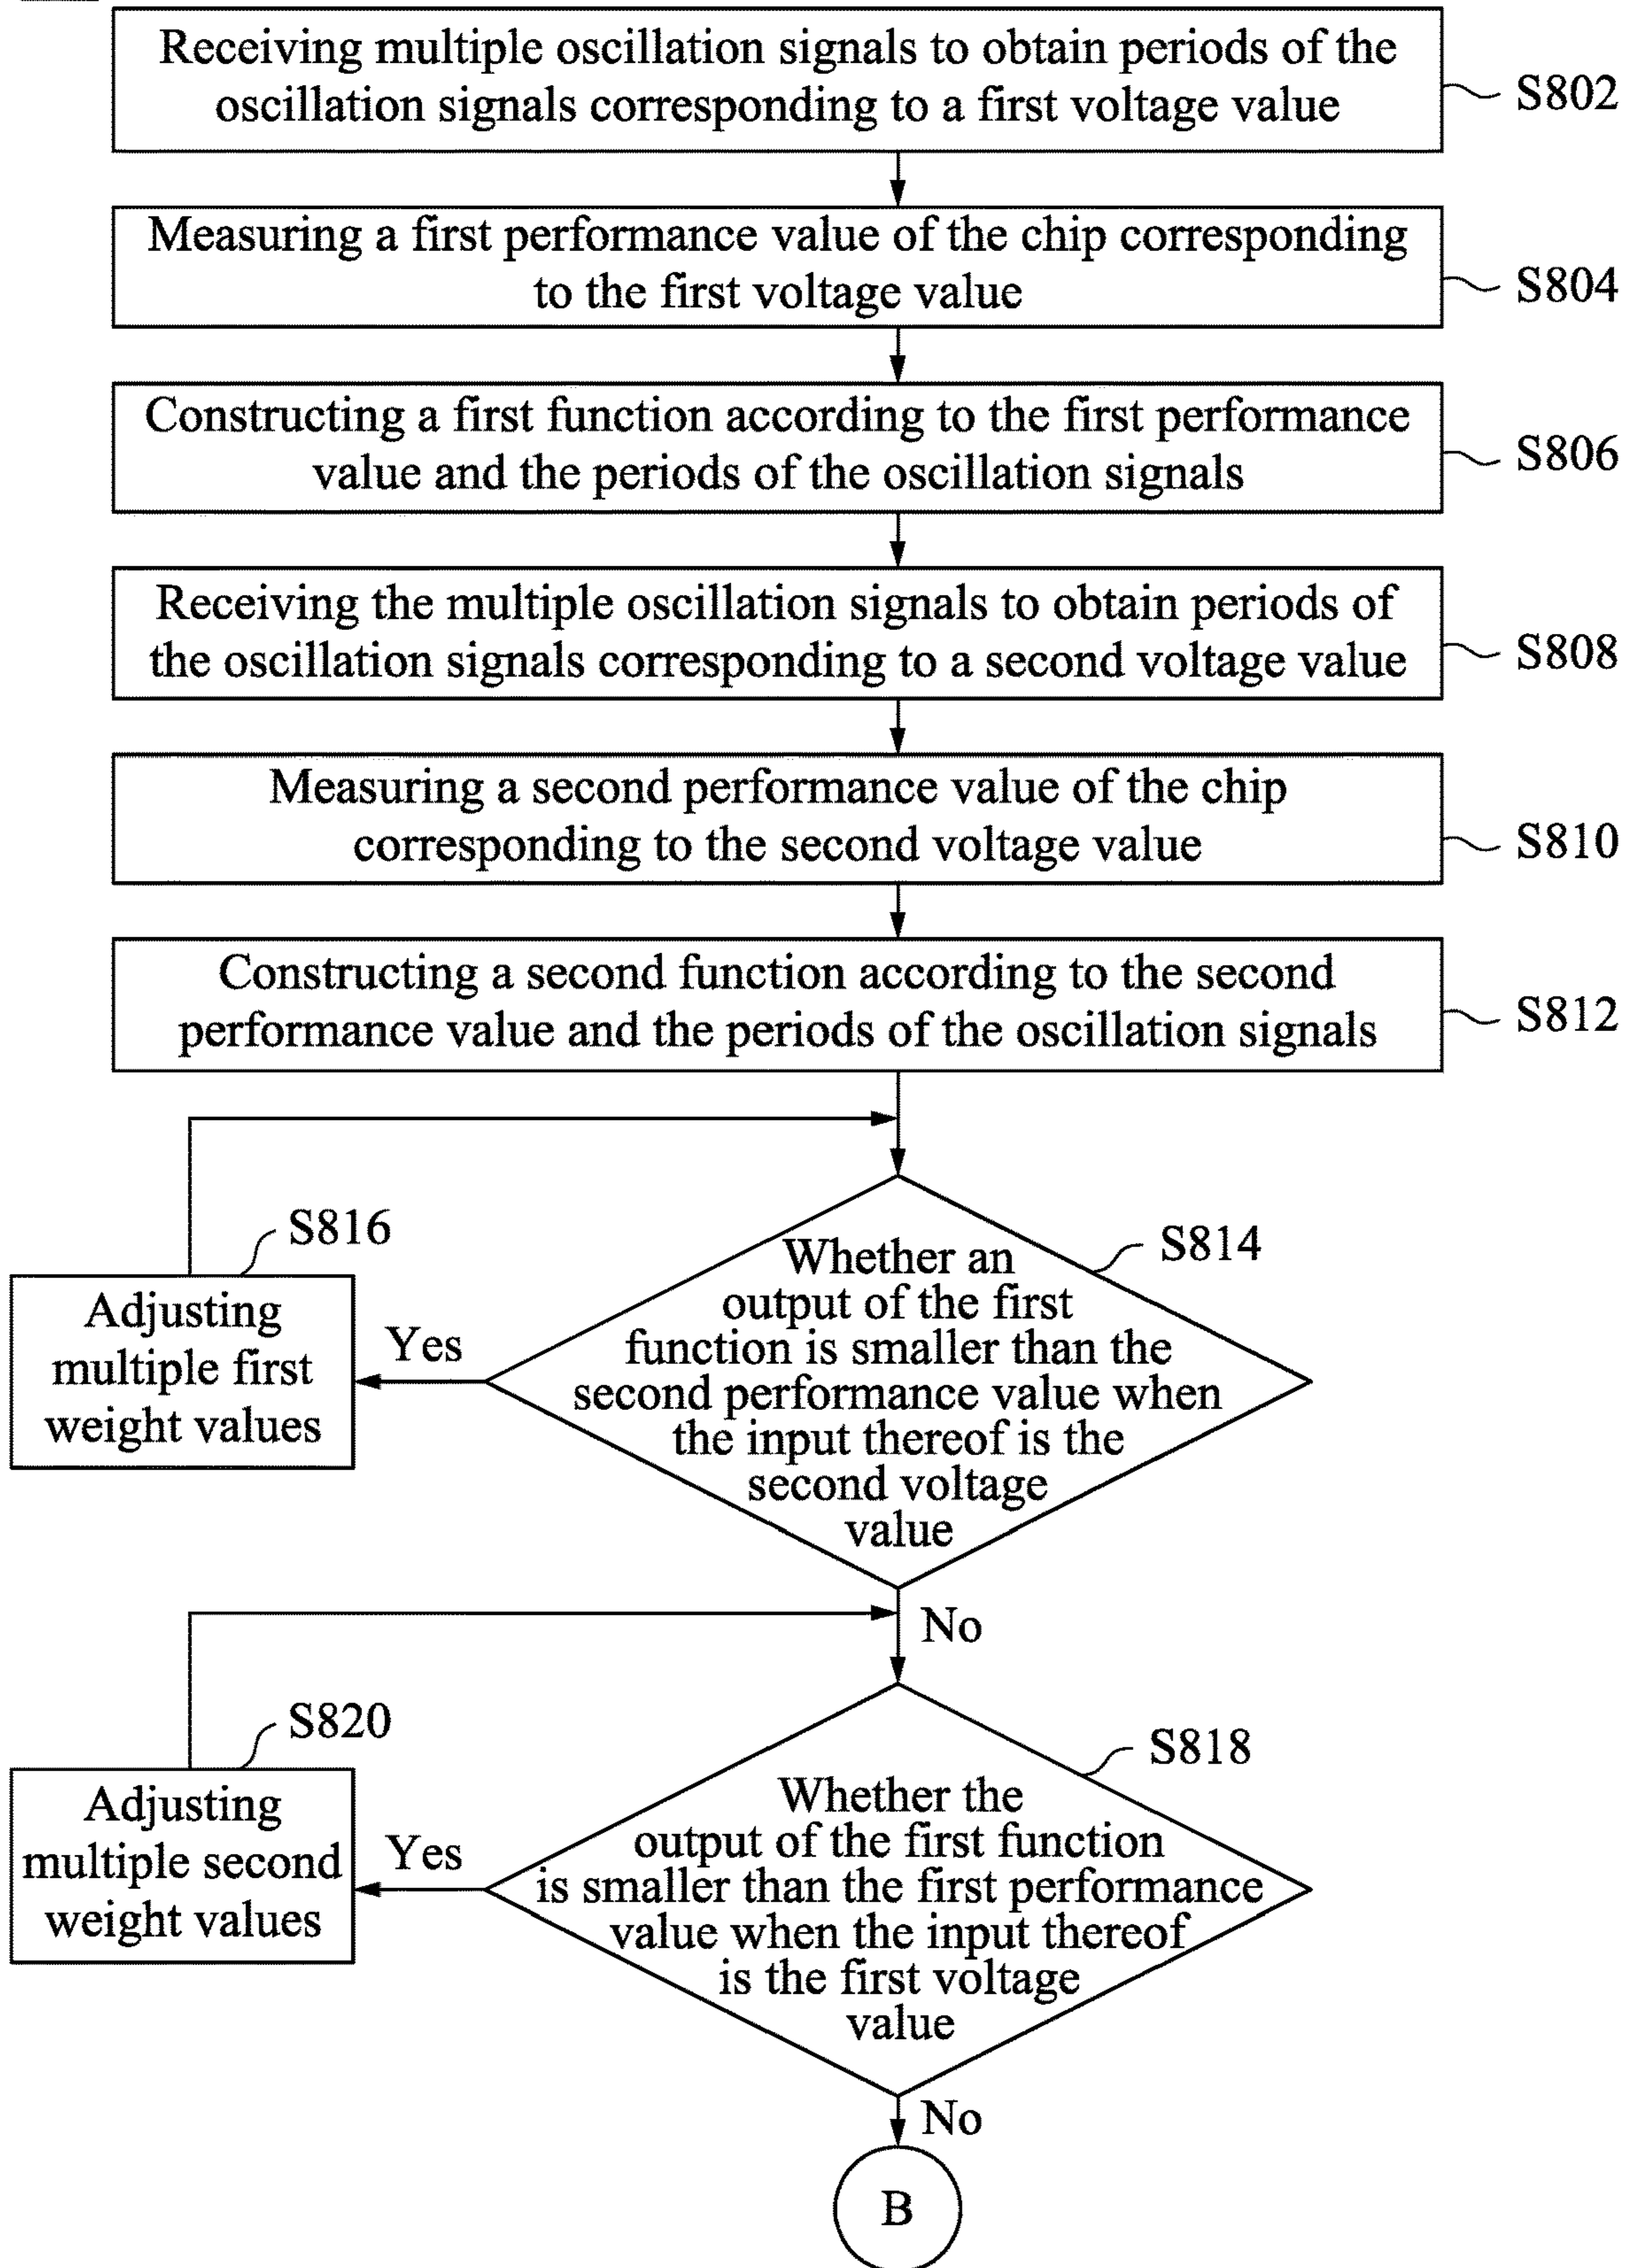 Receiving multiple oscillation signals to obtain periods of the
oscillation signals corresponding to a first voltage value
S802
Measuring a first performance value of the chip corresponding
to the first voltage value
S804
Constructing a first function according to the first performance
value and the periods of the oscillation signals
S806
Receiving the multiple oscillation signals to obtain periods of
the oscillation signals corresponding to a second voltage value
S808
Measuring a second performance value of the chip
corresponding to the second voltage value
S810
Constructing a second function according to the second
performance value and the periods of the oscillation signals
S812
S814
Whether an
output of the first
function is smaller than the
second performance value when
the input thereof is the
second voltage
value
Yes
S816
Adjusting
multiple first
weight values
No
S818
Whether the
output of the first function
is smaller than the first performance
value when the input thereof
is the first voltage
value
Yes
S820
Adjusting
multiple second
weight values
No
B